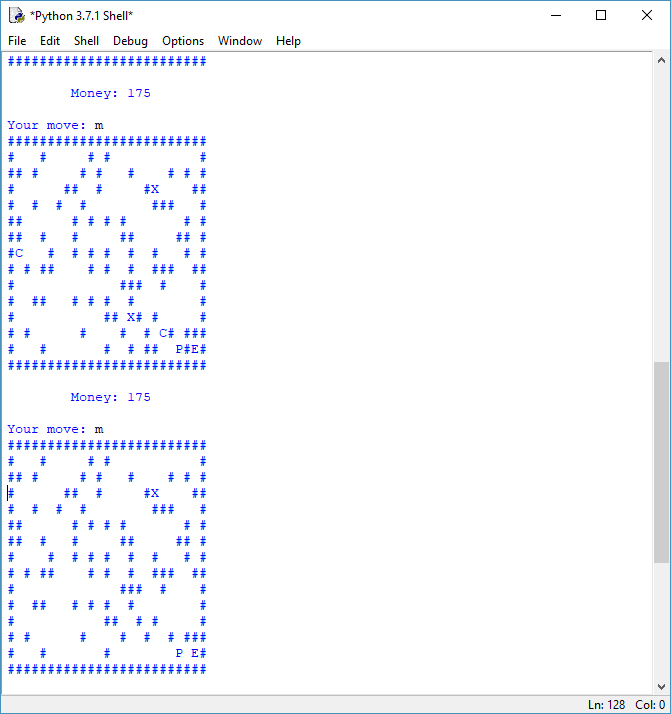 *Python 3.7.1 Shell*
File Edit Shell Debug Options Window Help
#########################
        Money: 175
Your move: m
#########################
#   #     # #           #
## #     # #   #    # # #
#      ##  #     #X    ##
#  #  #  #        ###   #
##      # # # #       # #
##  #   #     ##     ## #
#C   #  # # #  #  #   # #
# # ##    # #  #  ###  ##
#             ###  #    #
#  ##   # # #  #        #
#           ## X# #     #
# #      #    #  # C# ###
#   #       #  # ##  P#E#
#########################
        Money: 175
Your move: m
#########################
#   #     # #           #
## #     # #   #    # # #
#      ##  #     #X    ##
#  #  #  #        ###   #
##      # # # #       # #
##  #   #     ##     ## #
#    #  # # #  #  #   # #
# # ##    # #  #  ###  ##
#             ###  #    #
#  ##   # # #  #        #
#           ##  # #     #
# #      #    #  #  # ###
#   #       #        P E#
#########################
Ln: 128 Col: 0